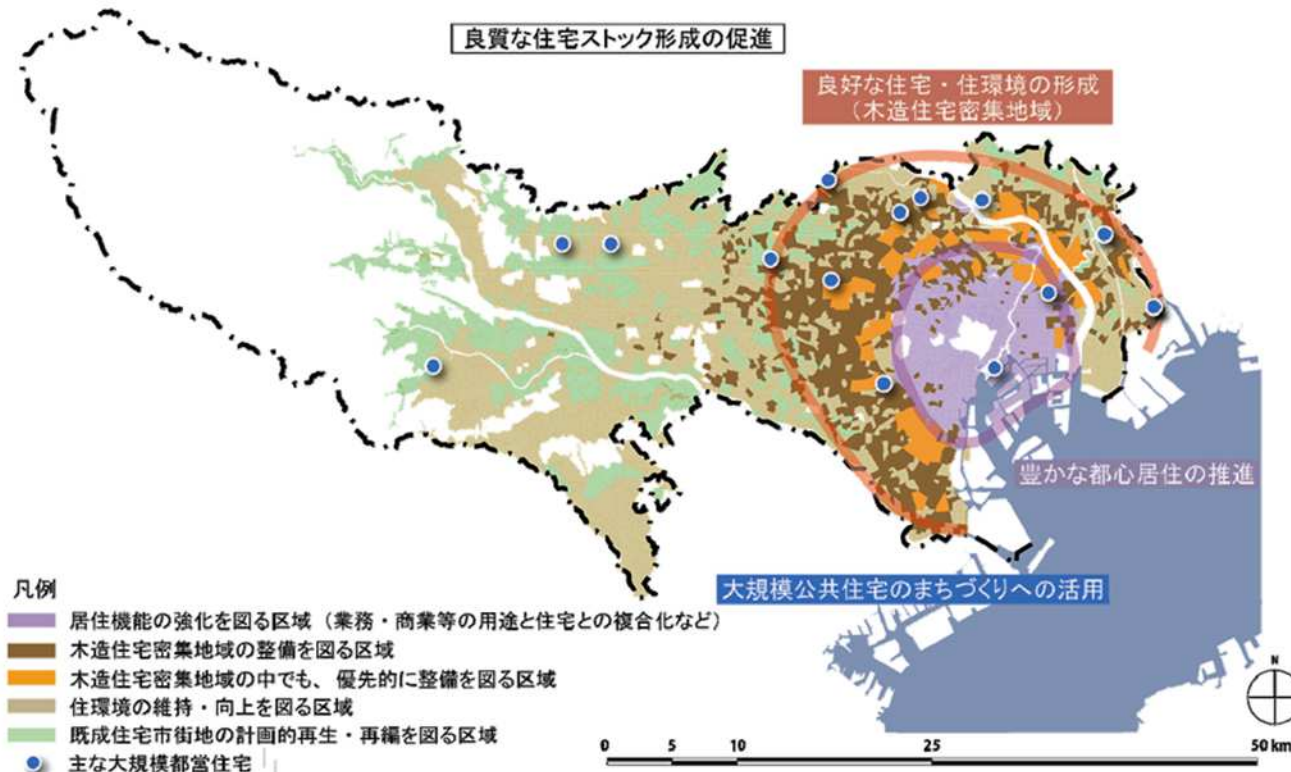 良質な住宅ストック形成の促進
良好な住宅・住環境の形成
(木造住宅密集地域)
豊かな都心居住の推進
大規模公共住宅のまちづくりへの活用
凡例
居住機能の強化を図る区域(業務・商業等の用途と住宅との複合化など)
木造住宅密集地域の整備を図る区域
木造住宅密集地域の中でも、優先的に整備を図る区域
住環境の維持・向上を図る区域
既成住宅市街地の計画的再生・再編を図る区域
主な大規模都営住宅
N
0 5 10 25 50 km